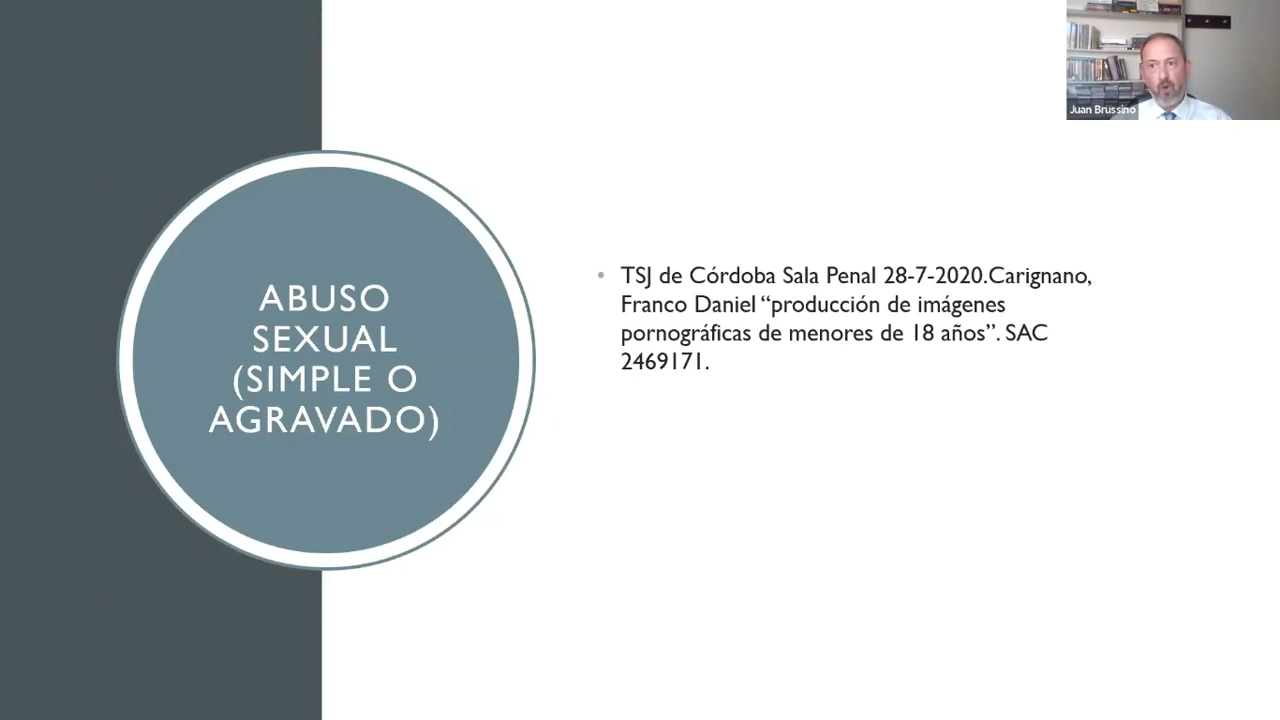 Juan Brussino
ABUSO
SEXUAL
(SIMPLE O
AGRAVADO)
• TSJ de Córdoba Sala Penal 28-7-2020.Carignano,
Franco Daniel “producción de imágenes
pornográficas de menores de 18 años”. SAC
2469171.